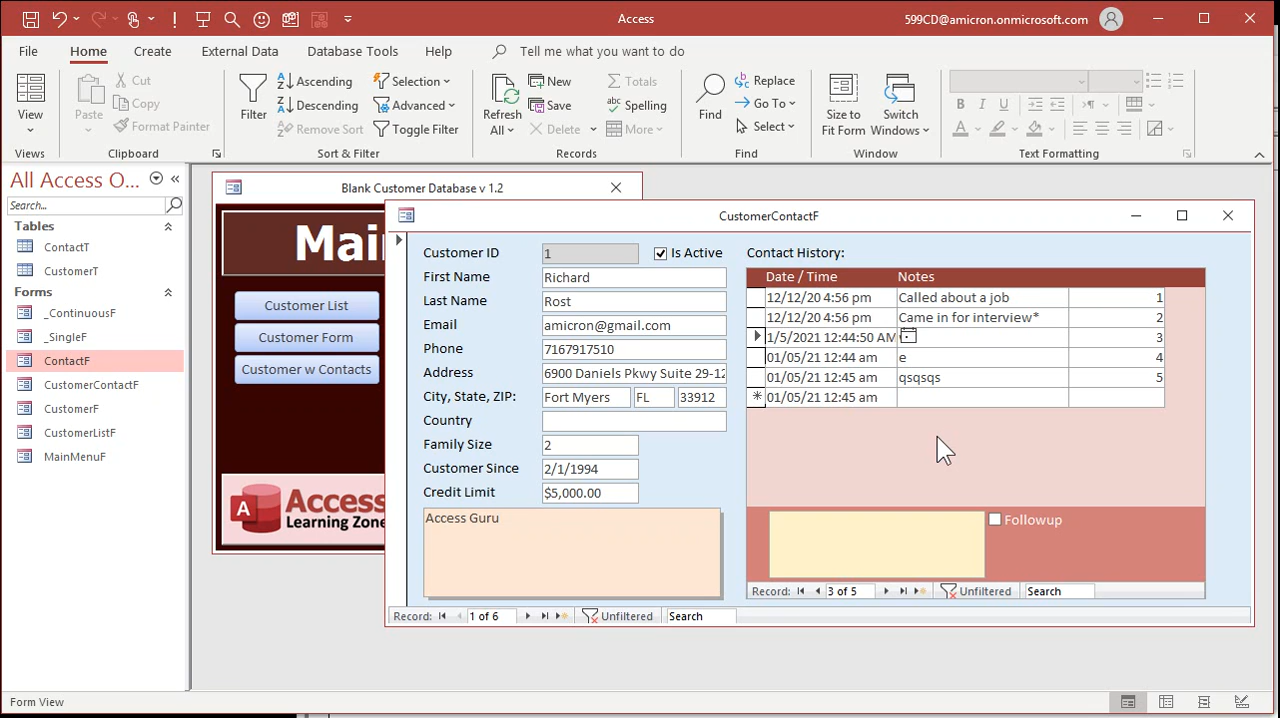 Access
599CD@amicron.onmicrosoft.com
File
Home
Create
External Data
Database Tools
Help
Tell me what you want to do
View
Views
Paste
Cut
Copy
Format Painter
Clipboard
Filter
Ascending
Descending
Remove Sort
Selection
Advanced
Toggle Filter
Sort & Filter
Refresh
All
New
Save
Delete
Totals
Spelling
More
Records
Find
Replace
Go To
Select
Find
Size to
Fit Form
Switch
Windows
Window
B I U
Text Formatting
All Access O...
Search...
Tables
ContactT
CustomerT
Forms
_ContinuousF
_SingleF
ContactF
CustomerContactF
CustomerF
CustomerListF
MainMenuF
Blank Customer Database v 1.2
Customer List
Customer Form
Customer w Contacts
A
Access
Learning Zone
CustomerContactF
Customer ID 1 Is Active
First Name Richard
Last Name Rost
Email amicron@gmail.com
Phone 7167917510
Address 6900 Daniels Pkwy Suite 29-12
City, State, ZIP: Fort Myers FL 33912
Country
Family Size 2
Customer Since 2/1/1994
Credit Limit $5,000.00
Access Guru
Contact History:
Date / Time Notes
12/12/20 4:56 pm Called about a job 1
12/12/20 4:56 pm Came in for interview* 2
1/5/2021 12:44:50 AM 3
01/05/21 12:44 am e 4
01/05/21 12:45 am qsqsqs 5
01/05/21 12:45 am
Followup
Record: 3 of 5 Unfiltered Search
Record: 1 of 6 Unfiltered Search
Form View